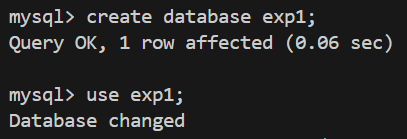 mysql> create database exp1;
Query OK, 1 row affected (0.06 sec)
mysql> use exp1;
Database changed